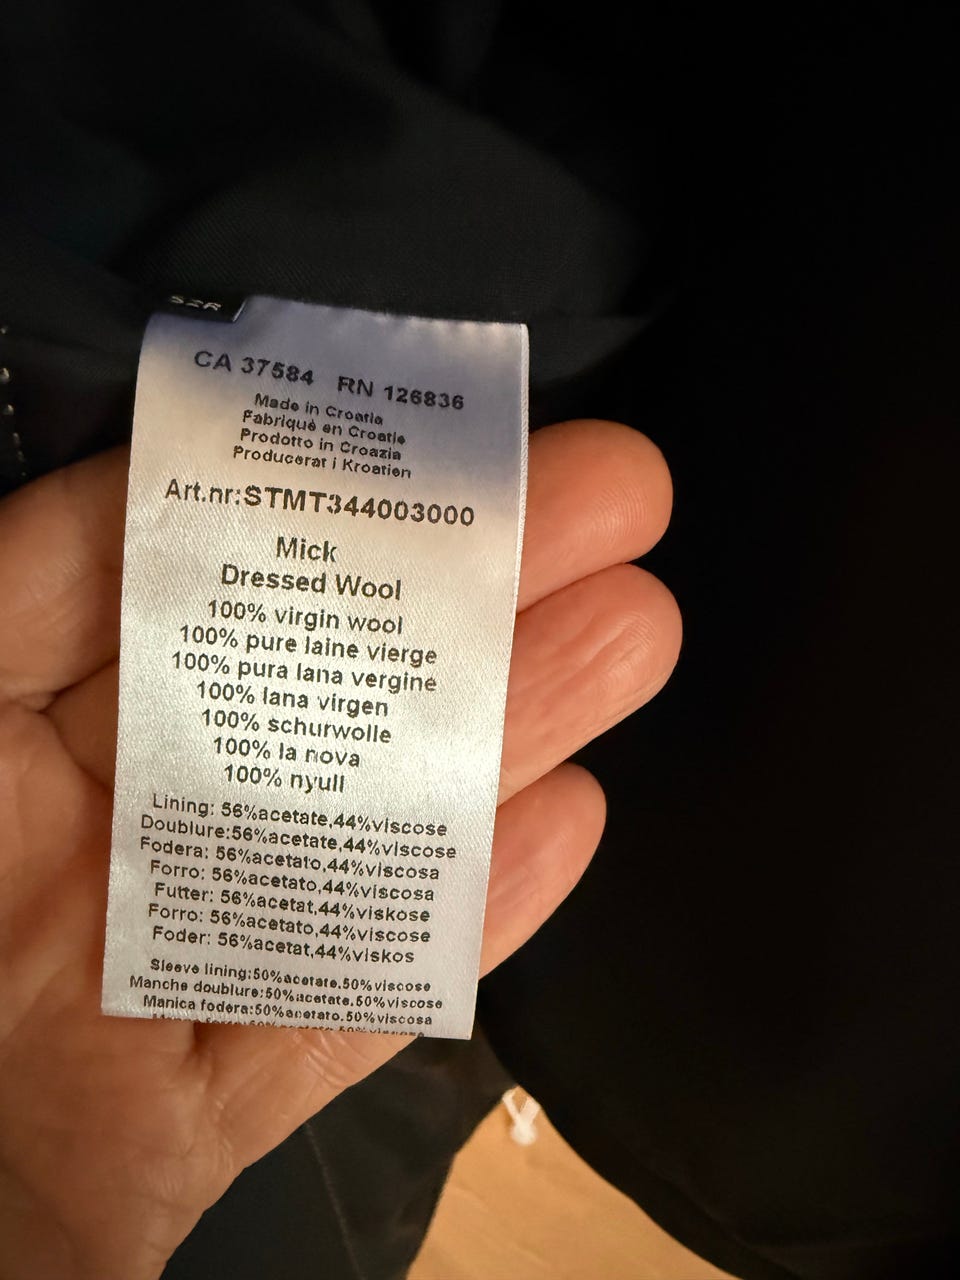 CA 37584 RN 126836
Made in Croatia
Fabriqué en Croatie
Prodotto in Croazia
Producerat i Kroatien
Art.nr:STMT344003000
Mick
Dressed Wool
100% virgin wool
100% pure laine vierge
100% pura lana vergine
100% lana virgen
100% schurwolle
100% la nova
100% nyull
Lining: 56%acetate,44%viscose
Doublure:56%acetate,44%viscose
Fodera: 56%acetato,44%viscosa
Forro: 56%acetato,44%viscosa
Futter: 56%acetat,44%viskose
Forro: 56%acetato,44%viscose
Foder: 56%acetat,44%viskos
Sleeve lining:50%acetate,50%viscose
Manche doublure:50%acetate,50%viscose
Manica fodera:50%acetato,50%viscosa